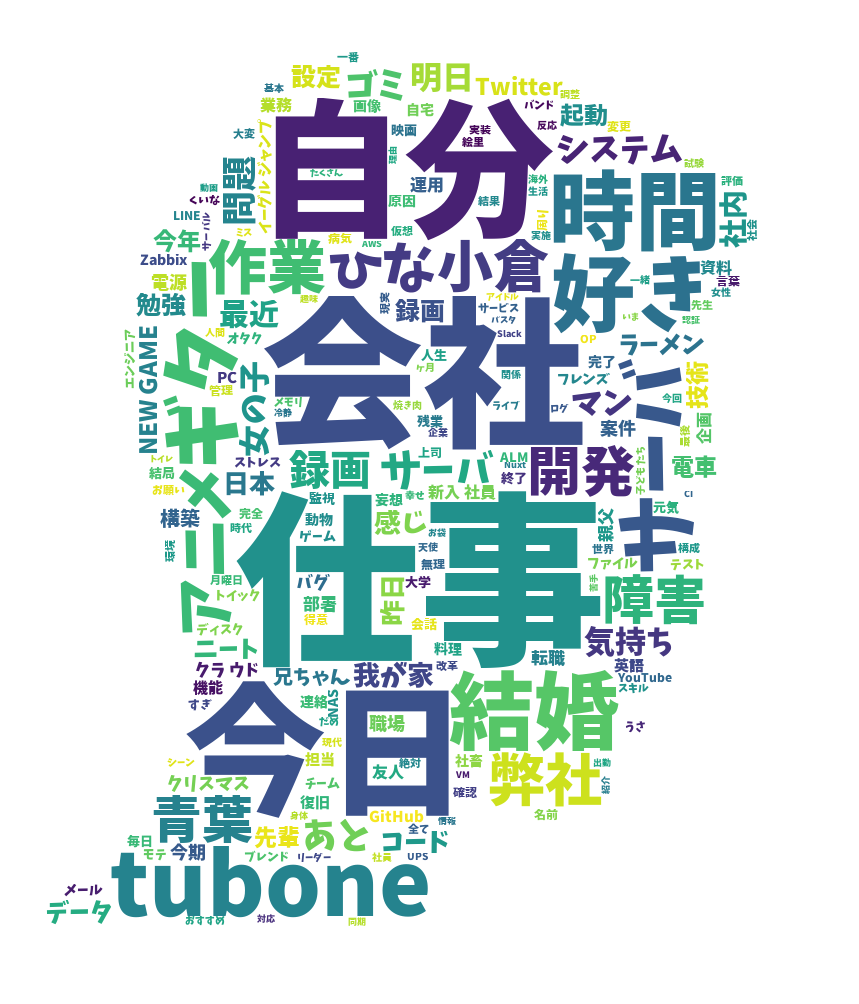 一番
設定
ゴミ
明日
Twitter
基本
業務
画像
自宅
調整
バンド
起動
変更
大変
イーグル ジャンプ
自分
映画
実装
絵里
反応
システム
試験
理由
問題
たくさん
運用
原因
結果
海外
生活
時間
社内
評価
社会
動画
くいな
LINE
サーバー
ミス
今年
Zabbix
病気
AWS
仮想
実施
作業
ひな
小倉
好き
一緒
資料
言葉
女性
電源
勉強
最近
趣味
現実
録画
アイドル
サービス
パスタ
いま
先生
認証
オタク
人間
エンジニア
NEW GAME
ギター
アニメ
会社
Slack
OP
ラーメン
人生
ヶ月
関係
完了
フレンズ
PC
管理
女の子
メモリ
冷静
焼き肉
残業
企業
ライブ
ログ
マン
技術
今回
企画
最後
案件
バンドリ
トイレ
ストレス
結局
お願い
日本
録画
サーバ
上司
ALM
Nuxt
終了
開発
子どもたち
電車
CI
構築
完全
時代
監視
動物
ゲーム
妄想
幸せ
新入 社員
感じ
お袋
天使
無理
元気
親父
世界
構成
環境
月曜日
トイック
ディスク
仕事
バグ
昨日
大学
ファイル
テスト
苦手
部署
得意
会話
障害
ニート
料理
気持ち
クラウド
機能
すぎ
兄ちゃん
我が家
改革
転職
英語
YouTube
スキル
今日
連絡
NAS
だま
職場
結婚
うさ
現代
シーン
担当
友人
絶対
社畜
VM
弊社
出勤
紹介
クリスマス
チーム
復旧
確認
身体
GitHub
情報
名前
青葉
先輩
あと
全て
コード
毎日
モテ
今期
ブレンド
リーダー
社員
UPS
tubone
メール
データ
おすすめ
対応
同期